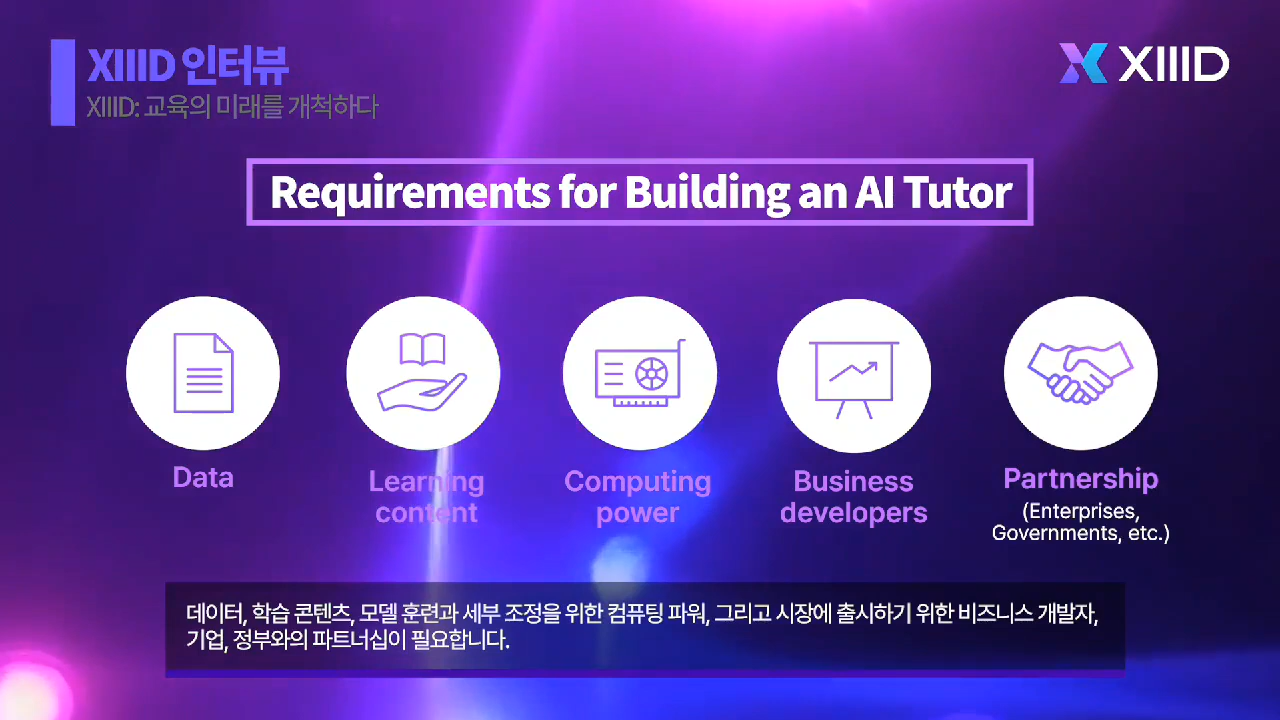 XIIID 인터뷰
XIIID: 교육의 미래를 개척하다
XIIID
Requirements for Building an AI Tutor
Data
Learning
content
Computing
power
Business
developers
Partnership
(Enterprises,
Governments, etc.)
데이터, 학습 콘텐츠, 모델 훈련과 세부 조정을 위한 컴퓨팅 파워, 그리고 시장에 출시하기 위한 비즈니스 개발자,
기업, 정부와의 파트너십이 필요합니다.